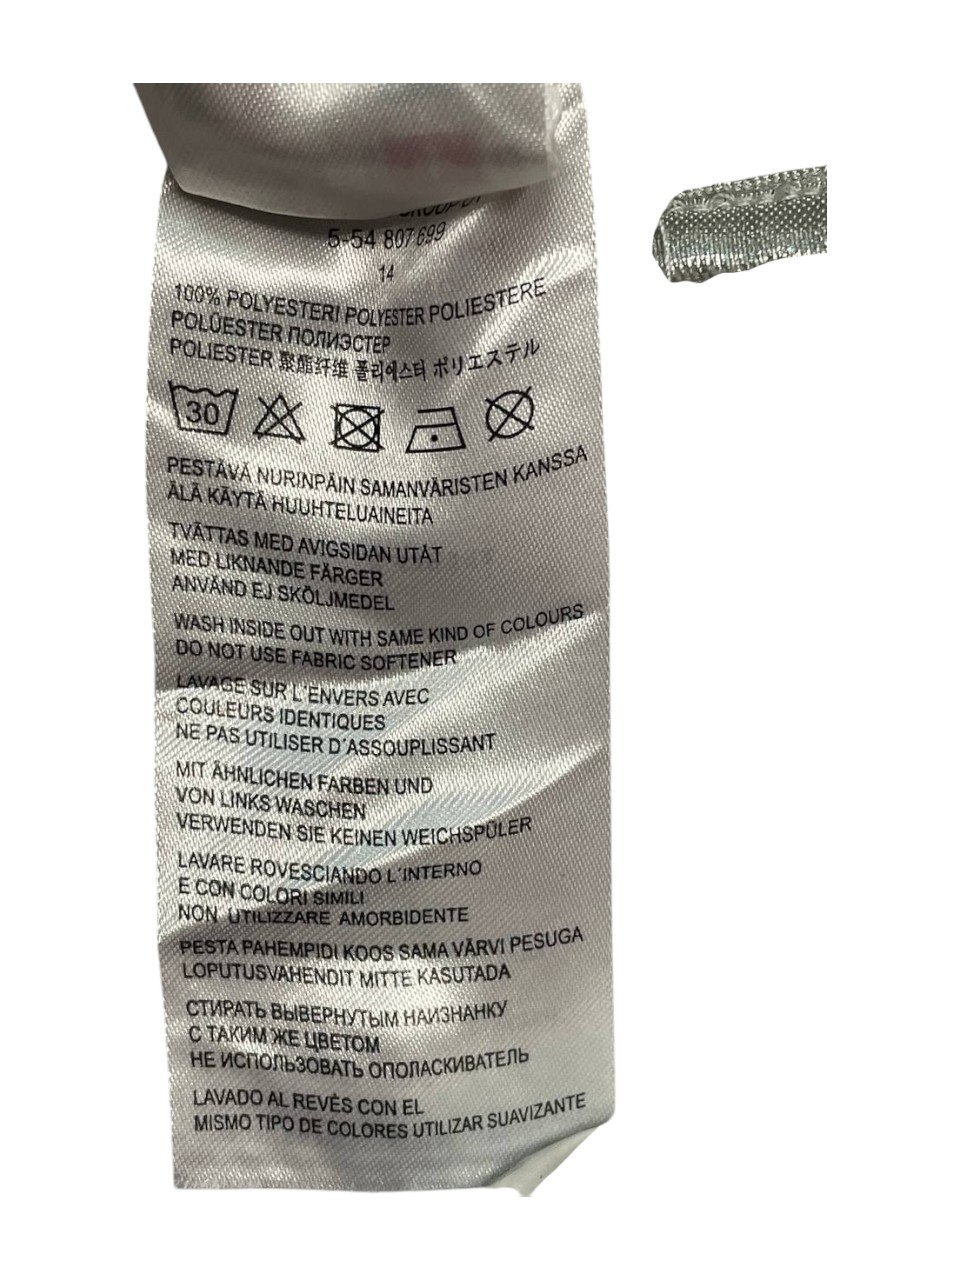 5-54 807 699
14
100% POLYESTERI POLYESTER POLIESTERE
POLÜESTER ПОЛИЭСТЕР
POLIESTER 聚酯纤维 폴리에스터 ポリエステル
30
PESTÄVÄ NURINPÄIN SAMANVÄRISTEN KANSSA
ÄLÄ KÄYTÄ HUUHTELUAINEITA
TVÄTTAS MED AVIGSIDAN UTÅT
MED LIKNANDE FÄRGER
ANVÄND EJ SKÖLJMEDEL
WASH INSIDE OUT WITH SAME KIND OF COLOURS
DO NOT USE FABRIC SOFTENER
LAVAGE SUR L´ENVERS AVEC
COULEURS IDENTIQUES
NE PAS UTILISER D´ASSOUPLISSANT
MIT ÄHNLICHEN FARBEN UND
VON LINKS WASCHEN
VERWENDEN SIE KEINEN WEICHSPÜLER
LAVARE ROVESCIANDO L´INTERNO
E CON COLORI SIMILI
NON UTILIZZARE AMORBIDENTE
PESTA PAHEMPIDI KOOS SAMA VÄRVI PESUGA
LOPUTUSVAHENDIT MITTE KASUTADA
СТИРАТЬ ВЫВЕРНУТЫМ НАИЗНАНКУ
С ТАКИМ ЖЕ ЦВЕТОМ
НЕ ИСПОЛЬЗОВАТЬ ОПОЛАСКИВАТЕЛЬ
LAVADO AL REVÉS CON EL
MISMO TIPO DE COLORES UTILIZAR SUAVIZANTE